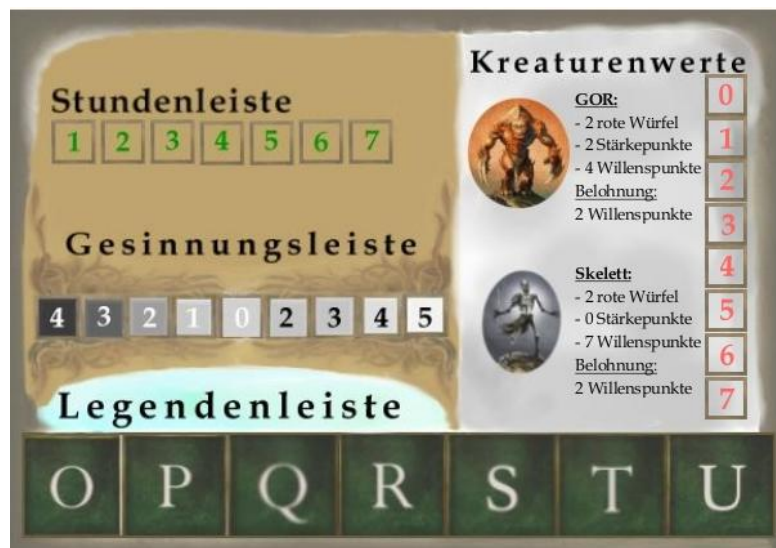 Stundenleiste
1 2 3 4 5 6 7
Gesinnungsleiste
4 3 2 1 0 2 3 4 5
Legendenleiste
Kreaturenwerte
GOR:
- 2 rote Würfel
- 2 Stärkepunkte
- 4 Willenspunkte
Belohnung:
2 Willenspunkte
Skelett:
- 2 rote Würfel
- 0 Stärkepunkte
- 7 Willenspunkte
Belohnung:
2 Willenspunkte
0
1
2
3
4
5
6
7
O P Q R S T U